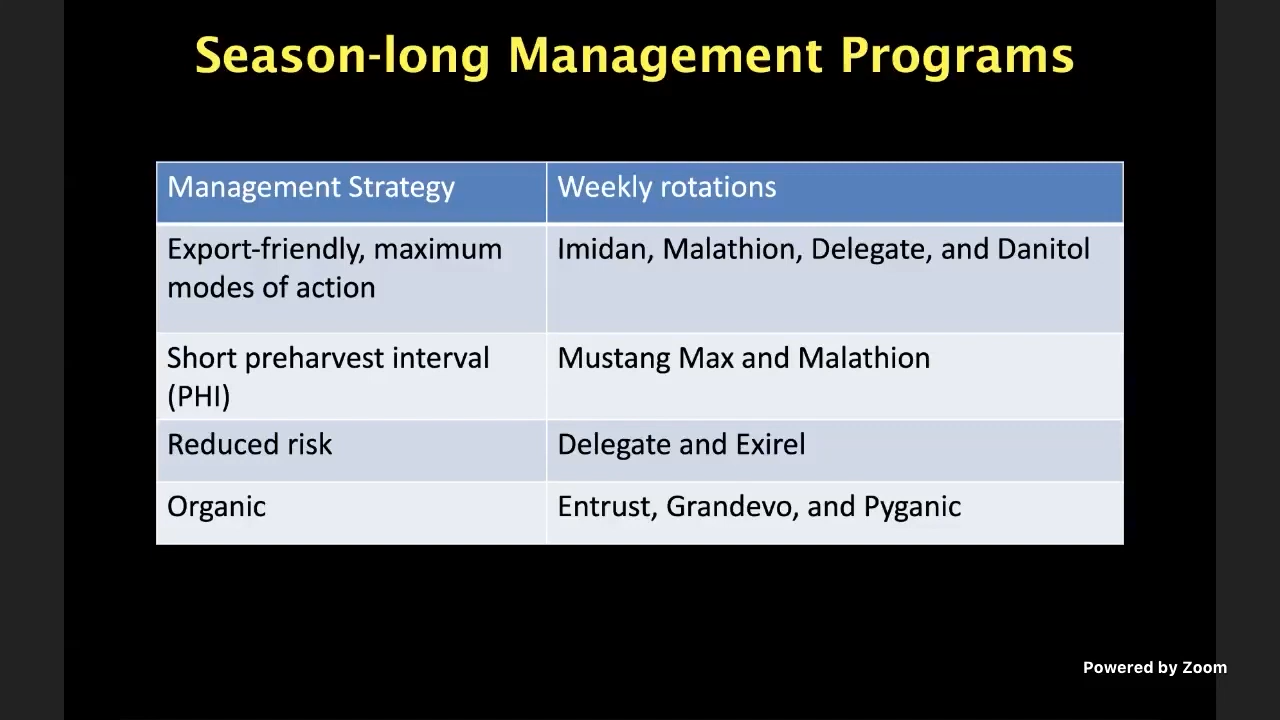 Season-long Management Programs
Management Strategy
Weekly rotations
Export-friendly, maximum
modes of action
Imidan, Malathion, Delegate, and Danitol
Short preharvest interval
(PHI)
Mustang Max and Malathion
Reduced risk
Delegate and Exirel
Organic
Entrust, Grandevo, and Pyganic
Powered by Zoom